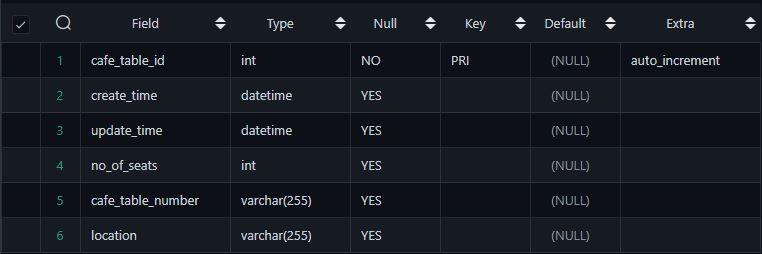 Field Type Null Key Default Extra
1 cafe_table_id int NO PRI (NULL) auto_increment
2 create_time datetime YES (NULL)
3 update_time datetime YES (NULL)
4 no_of_seats int YES (NULL)
5 cafe_table_number varchar(255) YES (NULL)
6 location varchar(255) YES (NULL)